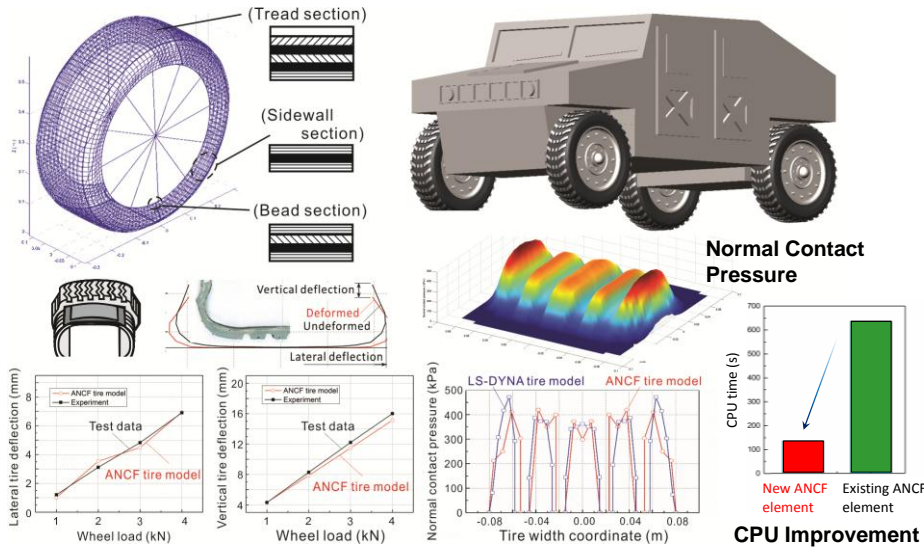 (Tread section)
(Sidewall
section)
(Bead section)
Vertical deflection
Deformed
Undeformed
Lateral deflection
Normal Contact
Pressure
Lateral tire deflection (mm)
8
6
4
2
ANCF tire model
Experiment
Test data
ANCF tire model
1 2 3 4
Wheel load (kN)
Vertical tire deflection (mm)
20
16
12
8
4
ANCF tire model
Experiment
Test data
ANCF tire model
1 2 3 4
Wheel load (kN)
Normal contact pressure (kPa)
500
400
300
200
100
0
LS-DYNA tire model
ANCF tire model
-0.08 -0.04 0.00 0.04 0.08
Tire width coordinate (m)
CPU time (s)
700
600
500
400
300
200
100
0
New ANCF
element
Existing ANCF
element
CPU Improvement